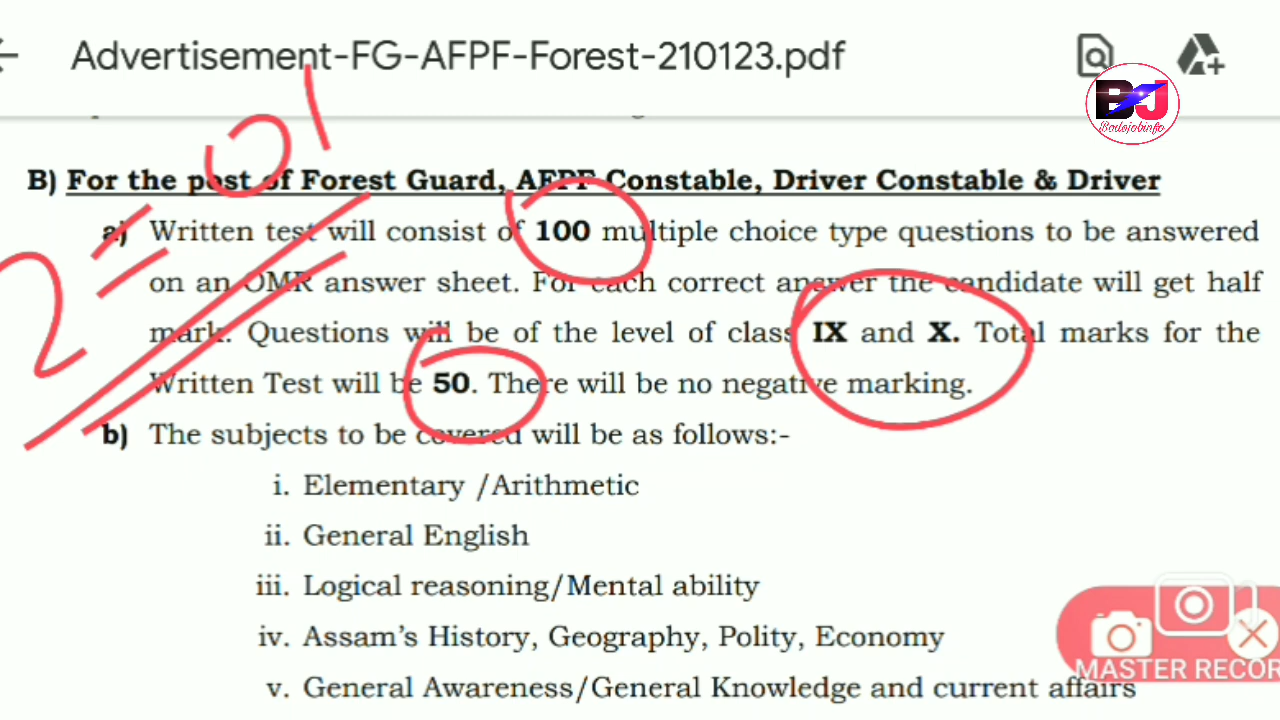 Advertisement-FG-AFPF-Forest-210123.pdf
BJ
Bodojobinfo
B) For the post of Forest Guard, AFPF Constable, Driver Constable & Driver
a) Written test will consist of 100 multiple choice type questions to be answered
on an OMR answer sheet. For each correct answer the candidate will get half
mark. Questions will be of the level of class IX and X. Total marks for the
Written Test will be 50. There will be no negative marking.
2 = 01
b) The subjects to be covered will be as follows:-
i. Elementary /Arithmetic
ii. General English
iii. Logical reasoning/Mental ability
iv. Assam's History, Geography, Polity, Economy
v. General Awareness/General Knowledge and current affairs
MASTER RECOR